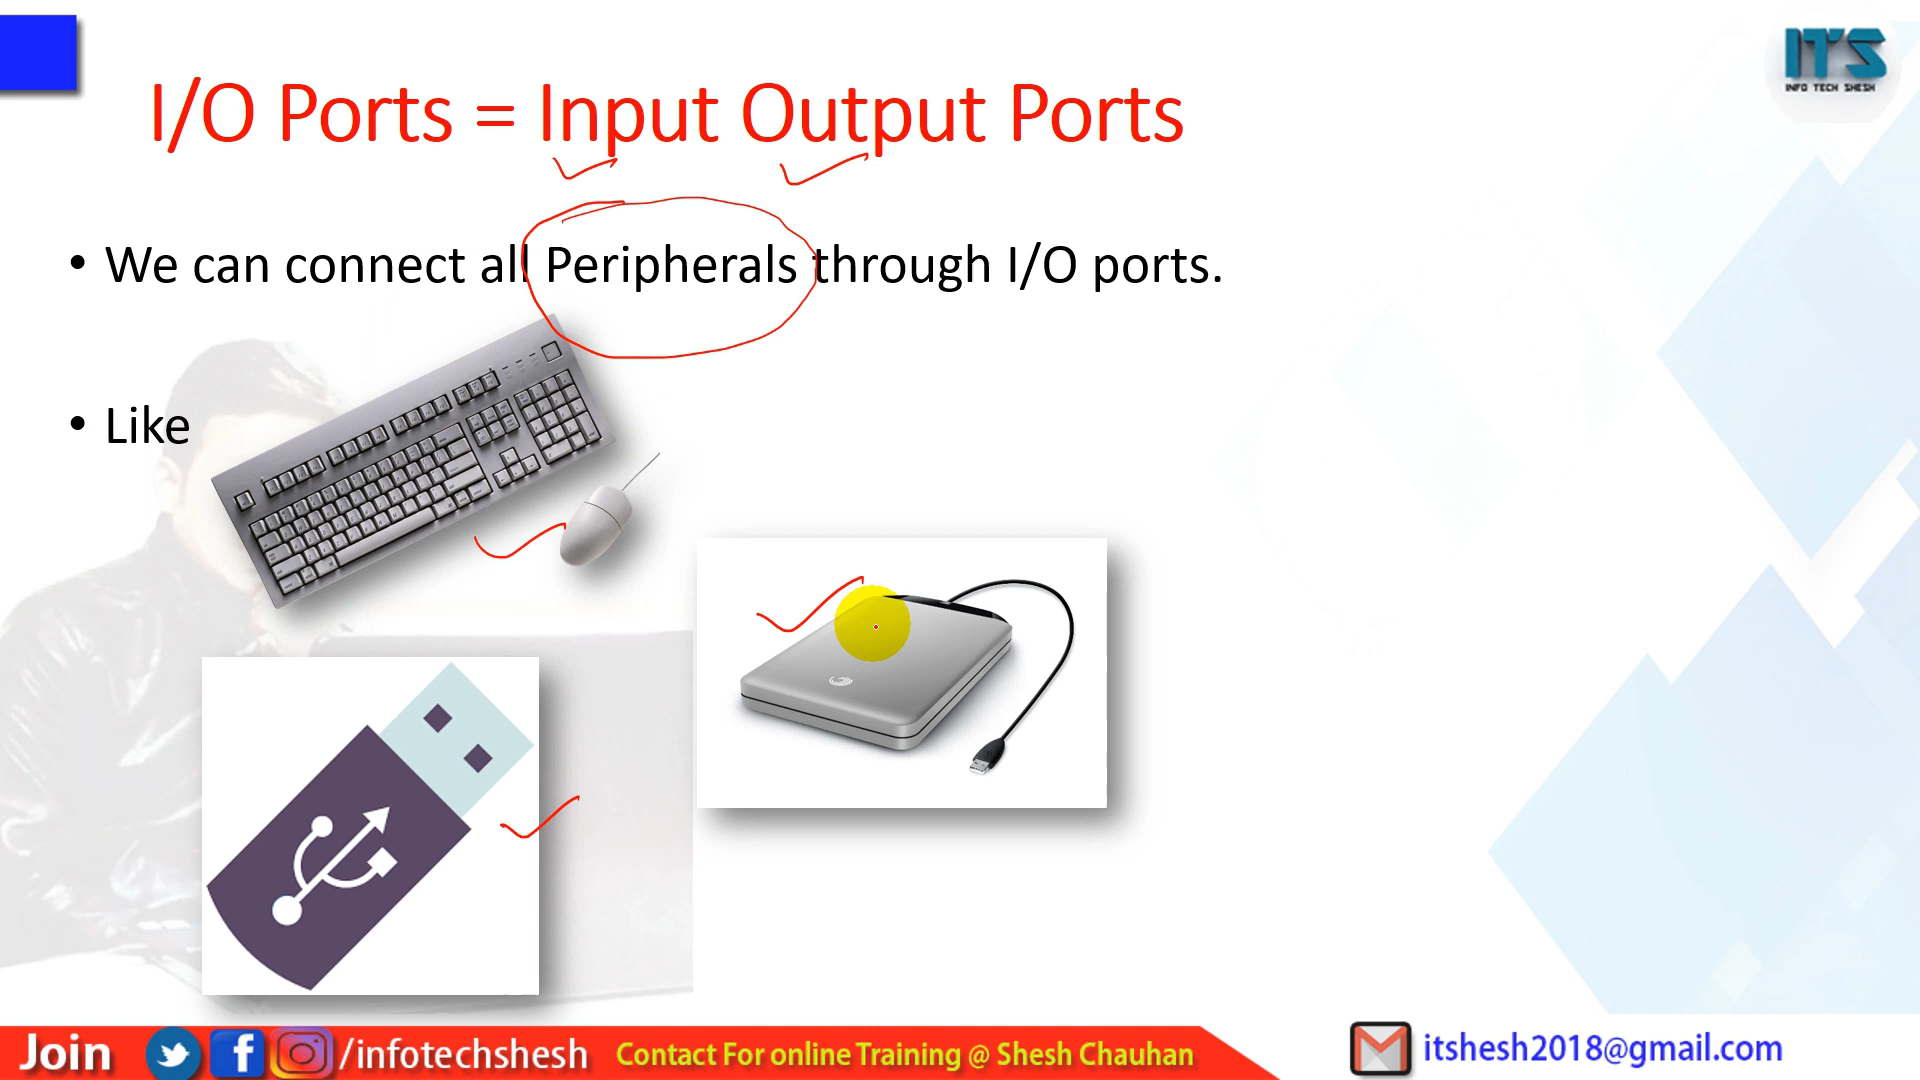 ITS
INFO TECH SHESH
I/O Ports = Input Output Ports
• We can connect all Peripherals through I/O ports.
• Like
Join /infotechshesh Contact For online Training @ Shesh Chauhan itshesh2018@gmail.com